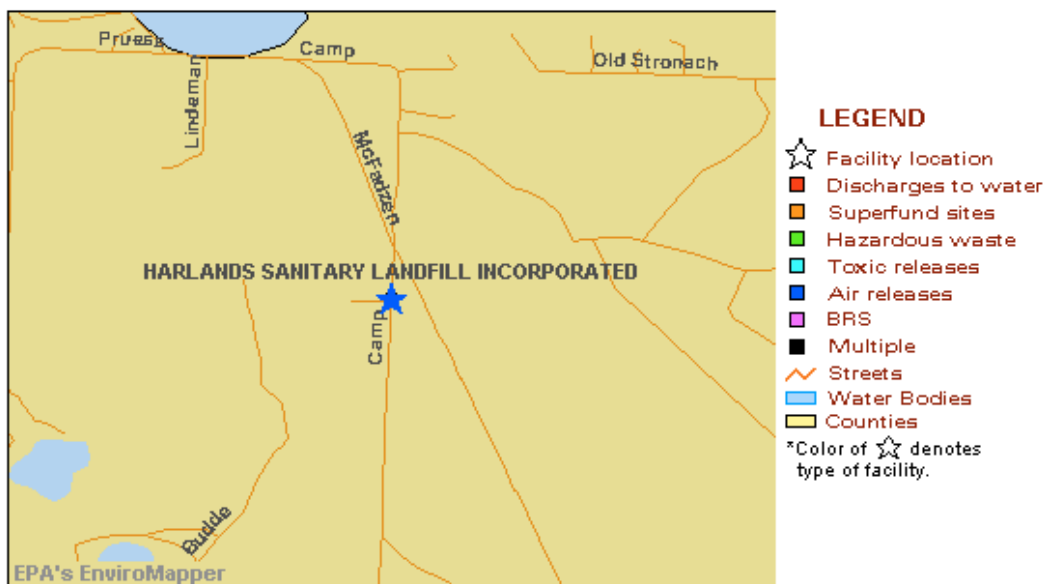 Pruess
Camp
Old Stronach
Lindeman
McFadzen
HARLANDS SANITARY LANDFILL INCORPORATED
Camp
Budde
EPA's EnviroMapper
LEGEND
Facility location
Discharges to water
Superfund sites
Hazardous waste
Toxic releases
Air releases
BRS
Multiple
Streets
Water Bodies
Counties
*Color of denotes
type of facility.